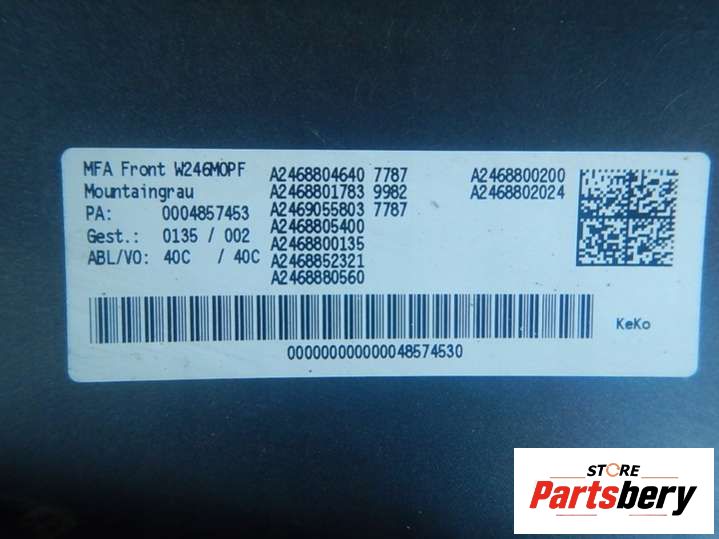 MFA Front W246MOPF
Mountaingrau
PA: 0004857453
Gest.: 0135 / 002
ABL/VO: 40C / 40C
A2468804640 7787
A2468801783 9982
A2469055803 7787
A2468805400
A2468800135
A2468852321
A2468880560
A2468800200
A2468802024
KeKo
00000000000048574530
STORE
Partsbery